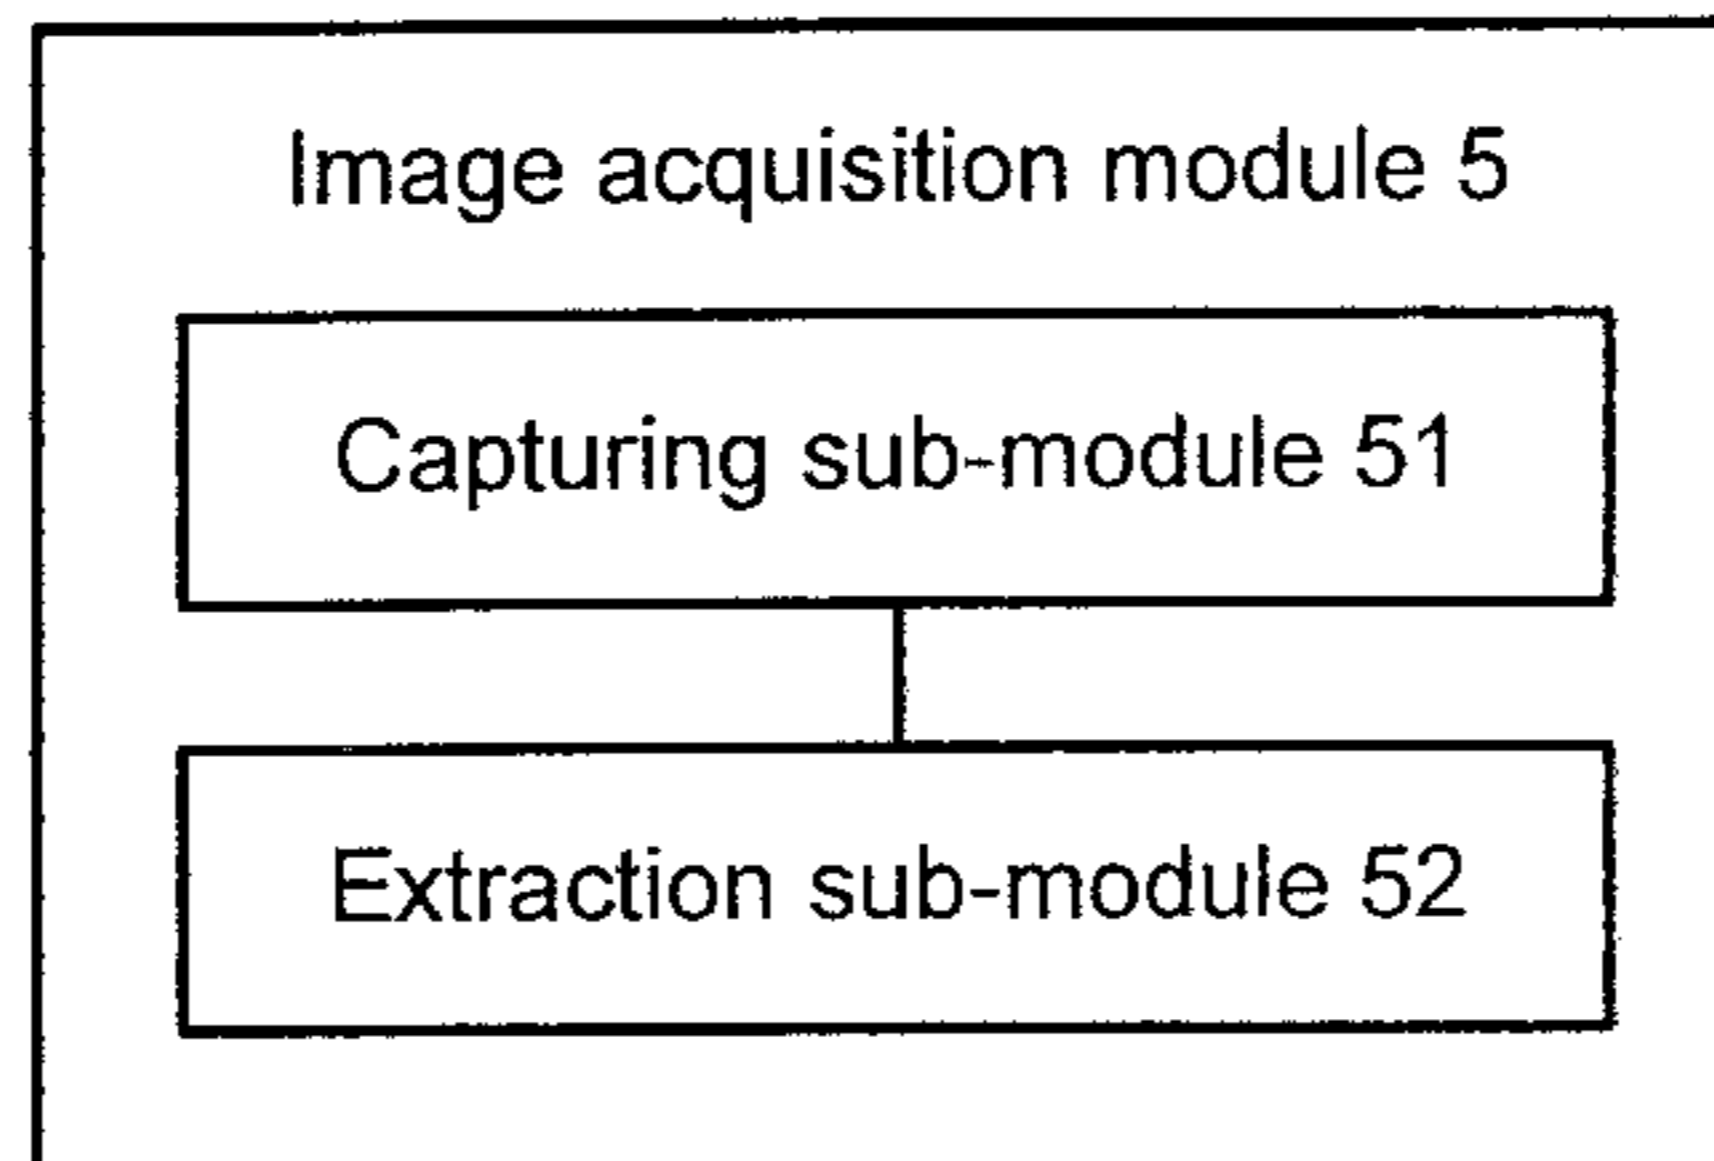 Image acquisition module 5
Capturing sub-module 51
Extraction sub-module 52